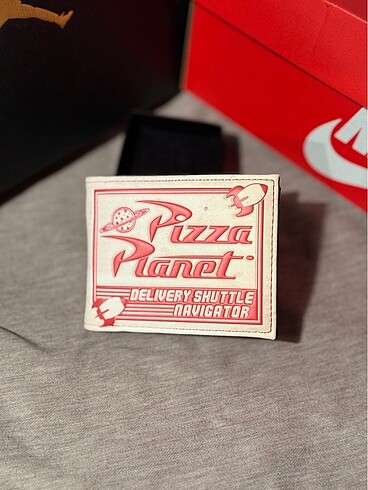 Pizza
Planet
DELIVERY SHUTTLE
NAVIGATOR